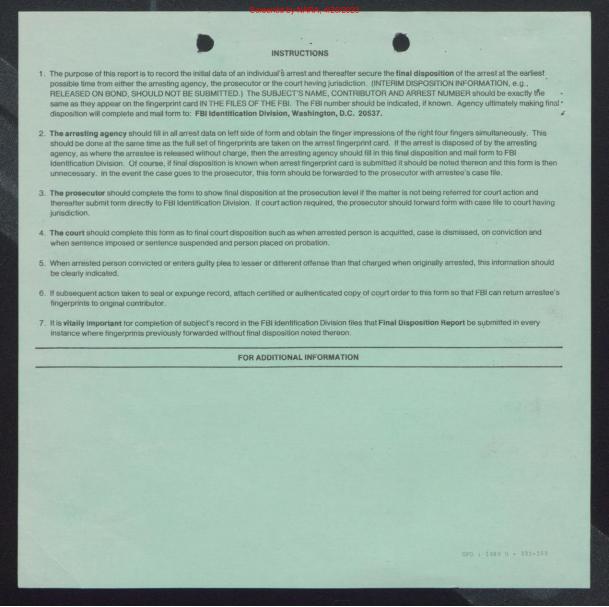 INSTRUCTIONS
1. The purpose of this report is to record the initial data of an individual's arrest and thereafter secure the final disposition of the arrest at the earliest
possible time from either the arresting agency, the prosecutor or the court having jurisdiction. (INTERIM DISPOSITION INFORMATION, e.g.,
RELEASED ON BOND, SHOULD NOT BE SUBMITTED.) The SUBJECT'S NAME, CONTRIBUTOR AND ARREST NUMBER should be exactly the
same as they appear on the fingerprint card IN THE FILES OF THE FBI. The FBI number should be indicated, if known. Agency ultimately making final
disposition will complete and mail form to: FBI Identification Division, Washington, D.C. 20537.
2. The arresting agency should fill in all arrest data on left side of form and obtain the finger impressions of the right four fingers simultaneously. This
should be done at the same time as the full set of fingerprints are taken on the arrest fingerprint card. If the arrest is disposed of by the arresting
agency, as where the arrestee is released without charge, then the arresting agency should fill in this final disposition and mail form to FBI
Identification Division. Of course, if final disposition is known when arrest fingerprint card is submitted it should be noted thereon and this form is then
unnecessary. In the event the case goes to the prosecutor, this form should be forwarded to the prosecutor with arrestee's case file.
3. The prosecutor should complete the form to show final disposition at the prosecution level if the matter is not being referred for court action and
thereafter submit form directly to FBI Identification Division. If court action required, the prosecutor should forward form with case file to court having
jurisdiction.
4. The court should complete this form as to final court disposition such as when arrested person is acquitted, case is dismissed, on conviction and
when sentence imposed or sentence suspended and person placed on probation.
5. When arrested person convicted or enters guilty plea to lesser or different offense than that charged when originally arrested, this information should
be clearly indicated.
6. If subsequent action taken to seal or expunge record, attach certified or authenticated copy of court order to this form so that FBI can return arrestee's
fingerprints to original contributor.
7. It is vitally important for completion of subject's record in the FBI Identification Division files that Final Disposition Report be submitted in every
instance where fingerprints previously forwarded without final disposition noted thereon.
FOR ADDITIONAL INFORMATION
GPO :